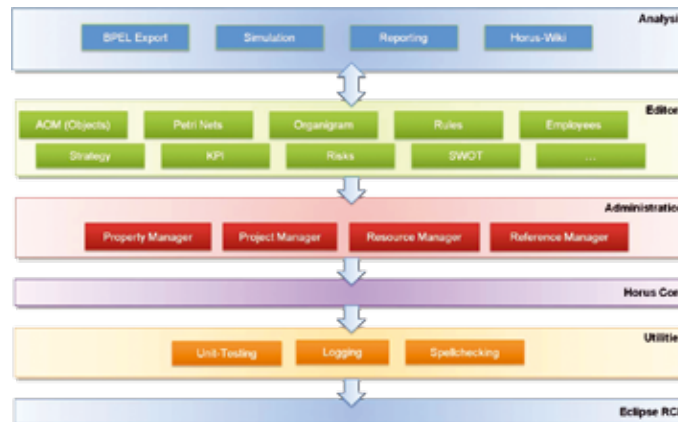 Analysi
BPEL Export Simulation Reporting Horus-Wiki
Editor
AOM (Objects) Petri Nets Organigram Rules Employees
Strategy KPI Risks SWOT ...
Administratio
Property Manager Project Manager Resource Manager Reference Manager
Horus Cor
Utilitie
Unit-Testing Logging Spellchecking
Eclipse RC